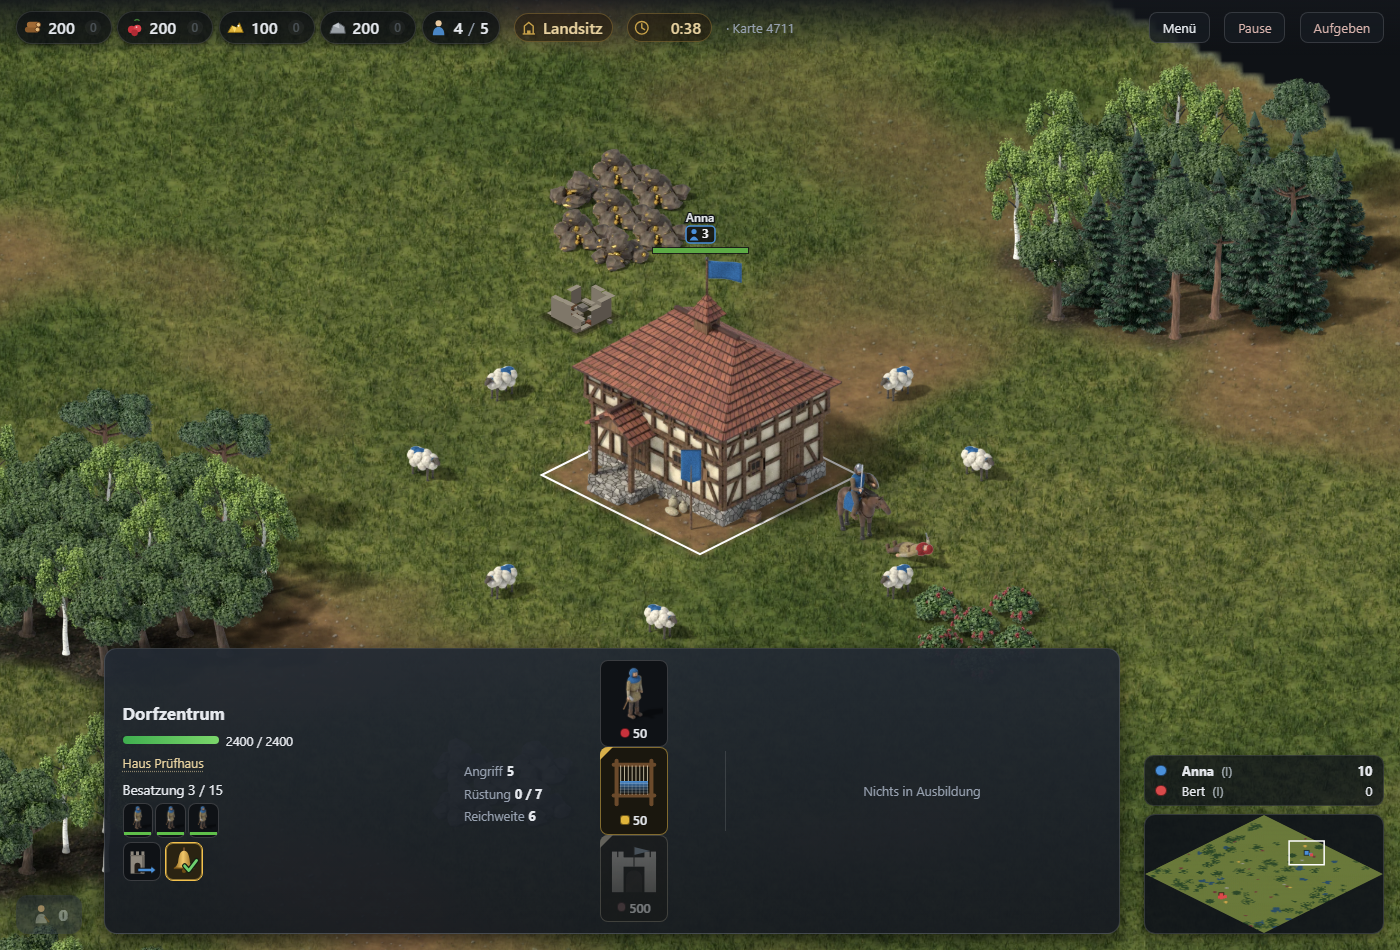 200 0 200 0 100 0 200 0 4 / 5 Landsitz 0:38 · Karte 4711 Menü Pause Aufgeben
Anna
3
Dorfzentrum
2400 / 2400
Haus Prüfhaus
Besatzung 3 / 15
Angriff 5
Rüstung 0 / 7
Reichweite 6
50
50
500
Nichts in Ausbildung
Anna (I) 10
Bert (I) 0
0